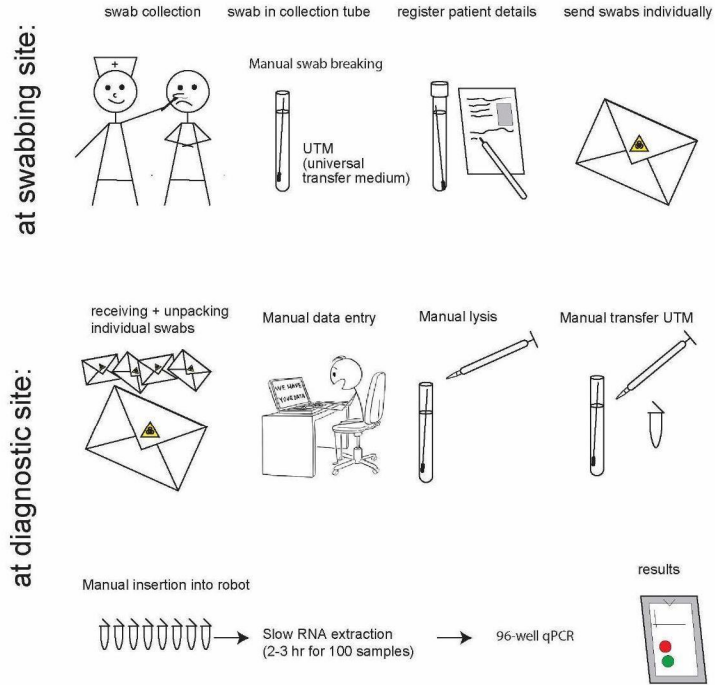 at swabbing site:
swab collection
swab in collection tube
register patient details
send swabs individually
Manual swab breaking
UTM
(universal
transfer medium)
at diagnostic site:
receiving + unpacking
individual swabs
Manual data entry
WE HAVE
YOUR DATA
Manual lysis
Manual transfer UTM
Manual insertion into robot
Slow RNA extraction
(2-3 hr for 100 samples)
96-well qPCR
results